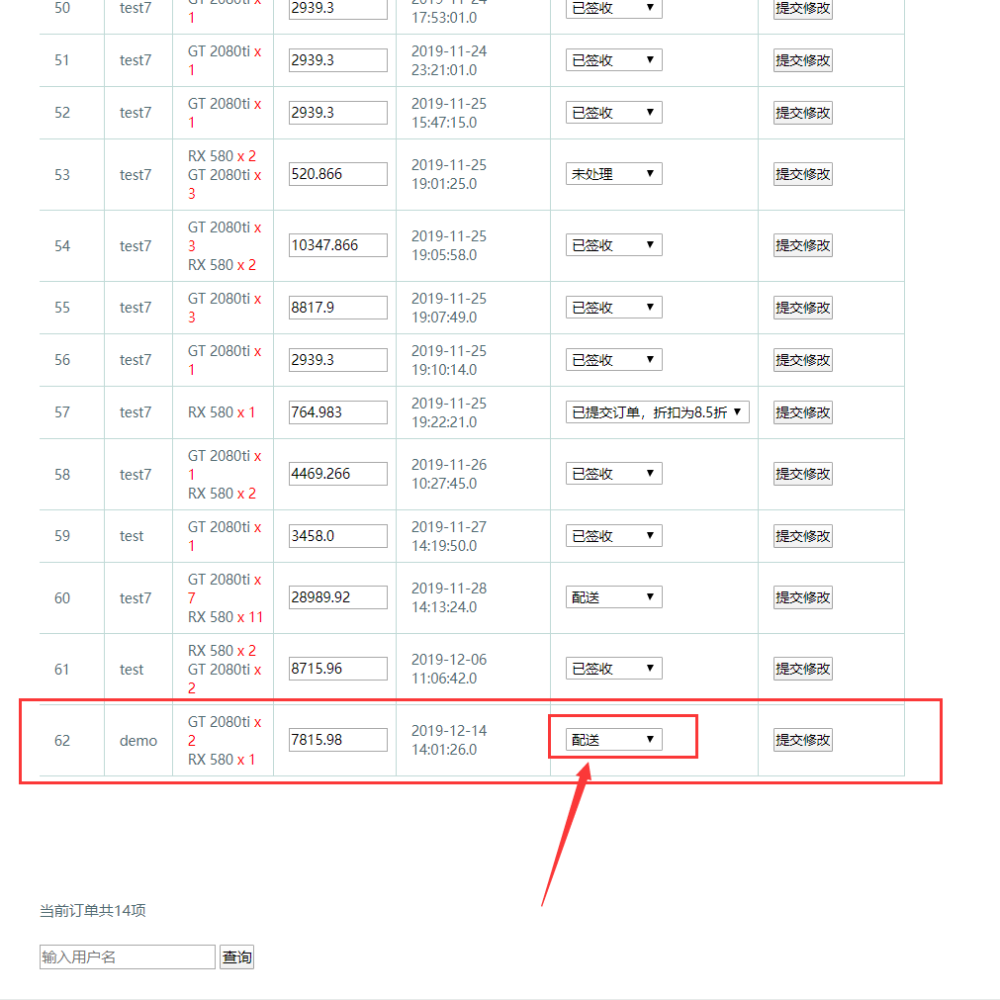 50 test7 GT 2080ti x 2939.3 2019-11-24 已签收 ▼ 提交修改
1 17:53:01.0
51 test7 GT 2080ti x 2939.3 2019-11-24 已签收 ▼ 提交修改
1 23:21:01.0
52 test7 GT 2080ti x 2939.3 2019-11-25 已签收 ▼ 提交修改
1 15:47:15.0
53 test7 RX 580 x 2 520.866 2019-11-25 未处理 ▼ 提交修改
GT 2080ti x 19:01:25.0
3
54 test7 GT 2080ti x 10347.866 2019-11-25 已签收 ▼ 提交修改
3 19:05:58.0
RX 580 x 2
55 test7 GT 2080ti x 8817.9 2019-11-25 已签收 ▼ 提交修改
3 19:07:49.0
56 test7 GT 2080ti x 2939.3 2019-11-25 已签收 ▼ 提交修改
1 19:10:14.0
57 test7 RX 580 x 1 764.983 2019-11-25 已提交订单，折扣为8.5折 ▼ 提交修改
19:22:21.0
58 test7 GT 2080ti x 4469.266 2019-11-26 已签收 ▼ 提交修改
1 10:27:45.0
RX 580 x 2
59 test GT 2080ti x 3458.0 2019-11-27 已签收 ▼ 提交修改
1 14:19:50.0
60 test7 GT 2080ti x 28989.92 2019-11-28 配送 ▼ 提交修改
7 14:13:24.0
RX 580 x 11
61 test RX 580 x 2 8715.96 2019-12-06 已签收 ▼ 提交修改
GT 2080ti x 11:06:42.0
2
62 demo GT 2080ti x 7815.98 2019-12-14 配送 ▼ 提交修改
2 14:01:26.0
RX 580 x 1
当前订单共14项
输入用户名 查询